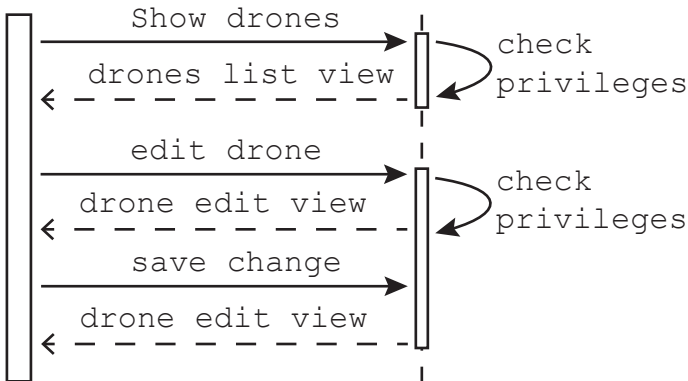 Show drones
check
privileges
drones list view
edit drone
check
privileges
drone edit view
save change
drone edit view